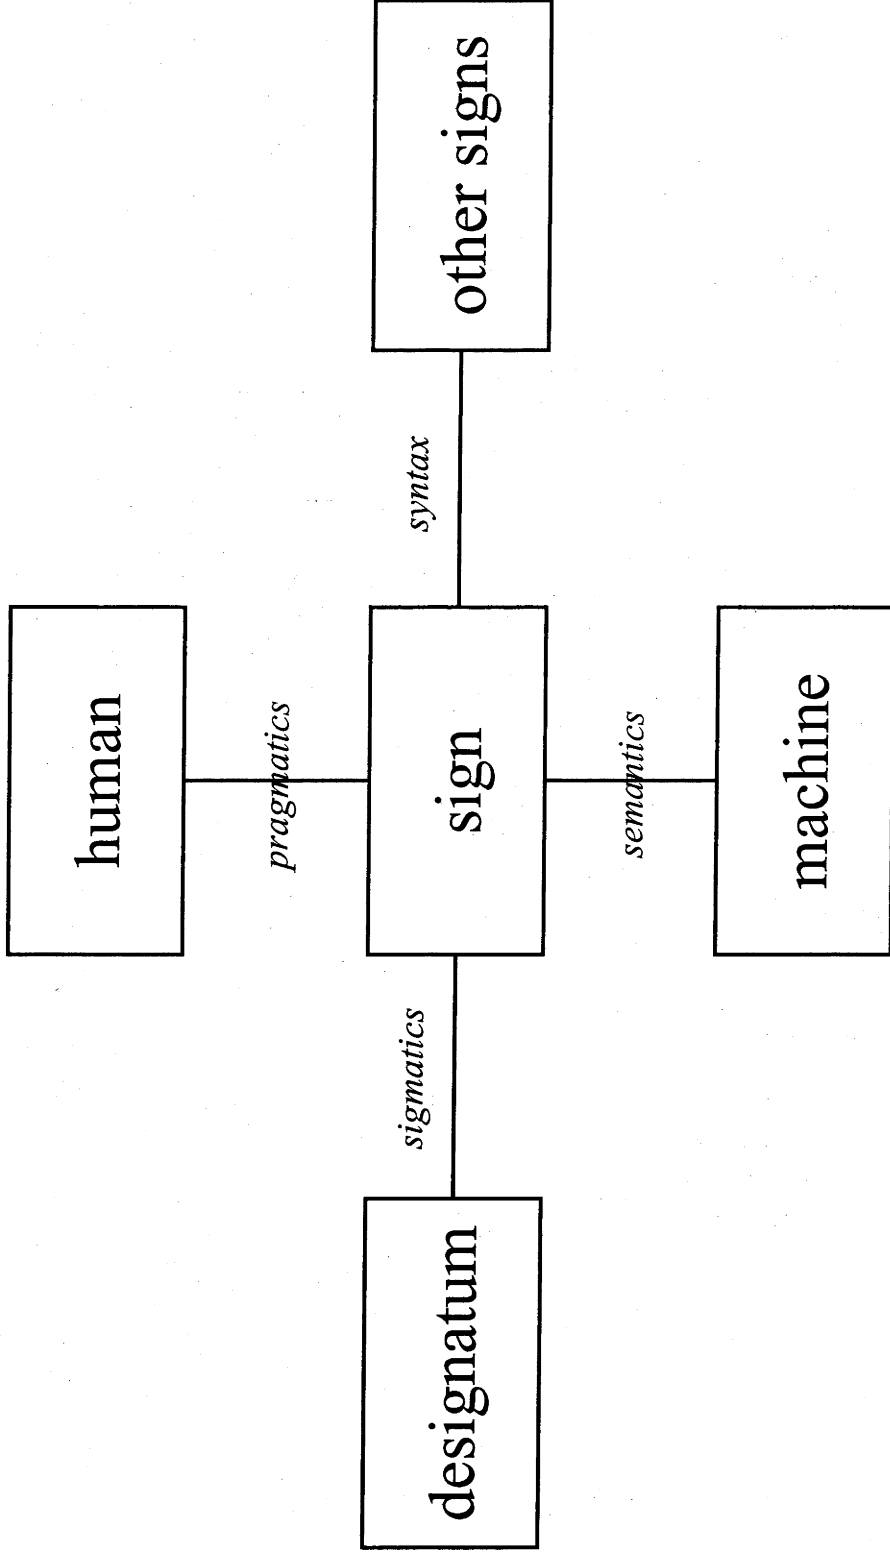 human
pragmatics
designatum
sigmatics
sign
syntax
other signs
semantics
machine